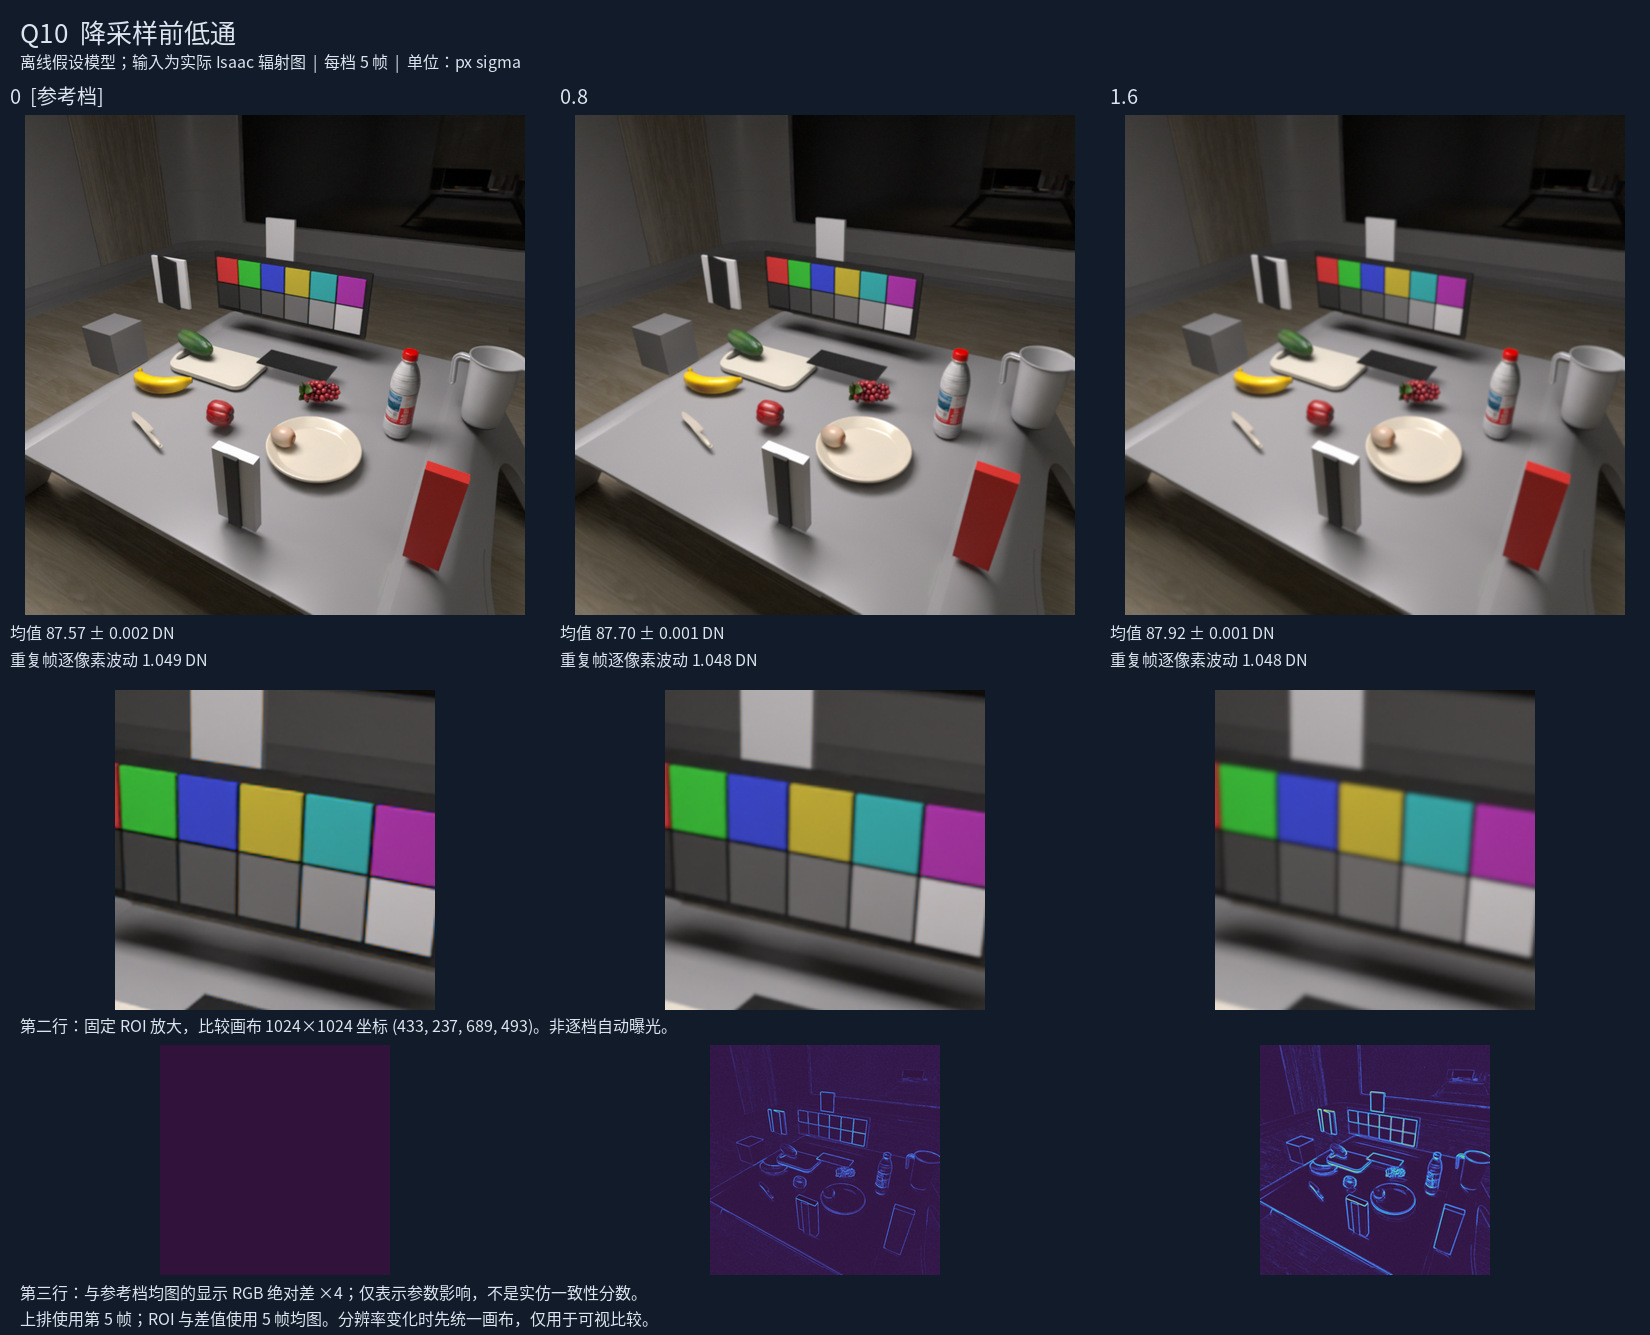 Q10 降采样前低通
离线假设模型；输入为实际 Isaac 辐射图 | 每档 5 帧 | 单位：px sigma
0 [参考档]
0.8
1.6
均值 87.57 ± 0.002 DN
重复帧逐像素波动 1.049 DN
均值 87.70 ± 0.001 DN
重复帧逐像素波动 1.048 DN
均值 87.92 ± 0.001 DN
重复帧逐像素波动 1.048 DN
第二行：固定 ROI 放大，比较画布 1024×1024 坐标 (433, 237, 689, 493)。非逐档自动曝光。
第三行：与参考档均图的显示 RGB 绝对差 ×4；仅表示参数影响，不是实仿一致性分数。
上排使用第 5 帧；ROI 与差值使用 5 帧均图。分辨率变化时先统一画布，仅用于可视比较。